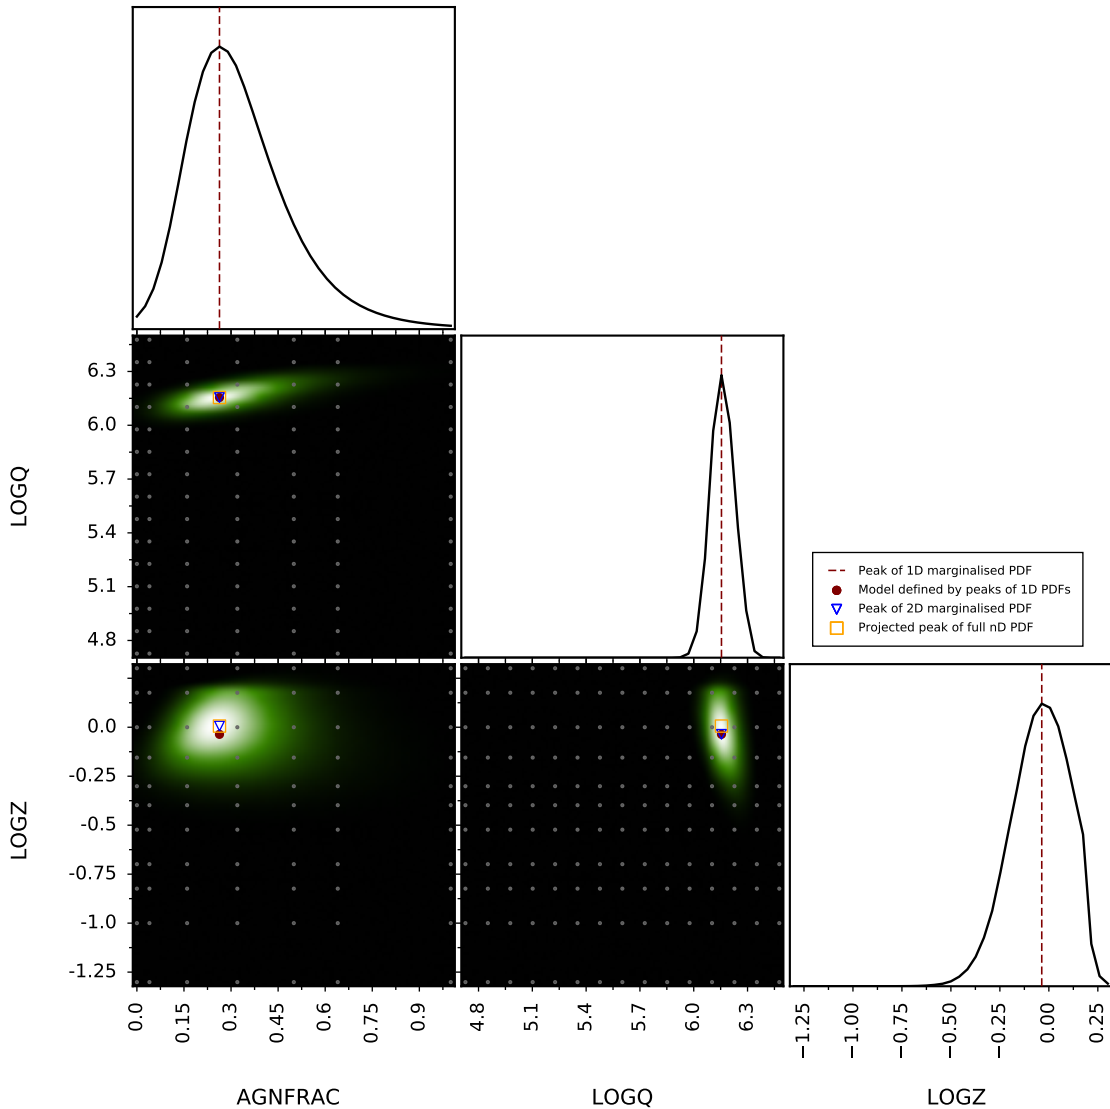 6.3
6.0
5.7
5.4
5.1
4.8
LOGQ
Peak of 1D marginalised PDF
Model defined by peaks of 1D PDFs
Peak of 2D marginalised PDF
Projected peak of full nD PDF
0.0
-0.25
-0.5
-0.75
-1.0
-1.25
LOGZ
0.0 0.15 0.3 0.45 0.6 0.75 0.9
4.8 5.1 5.4 5.7 6.0 6.3
−1.25 −1.00 −0.75 −0.50 −0.25 0.00 0.25
AGNFRAC LOGQ LOGZ